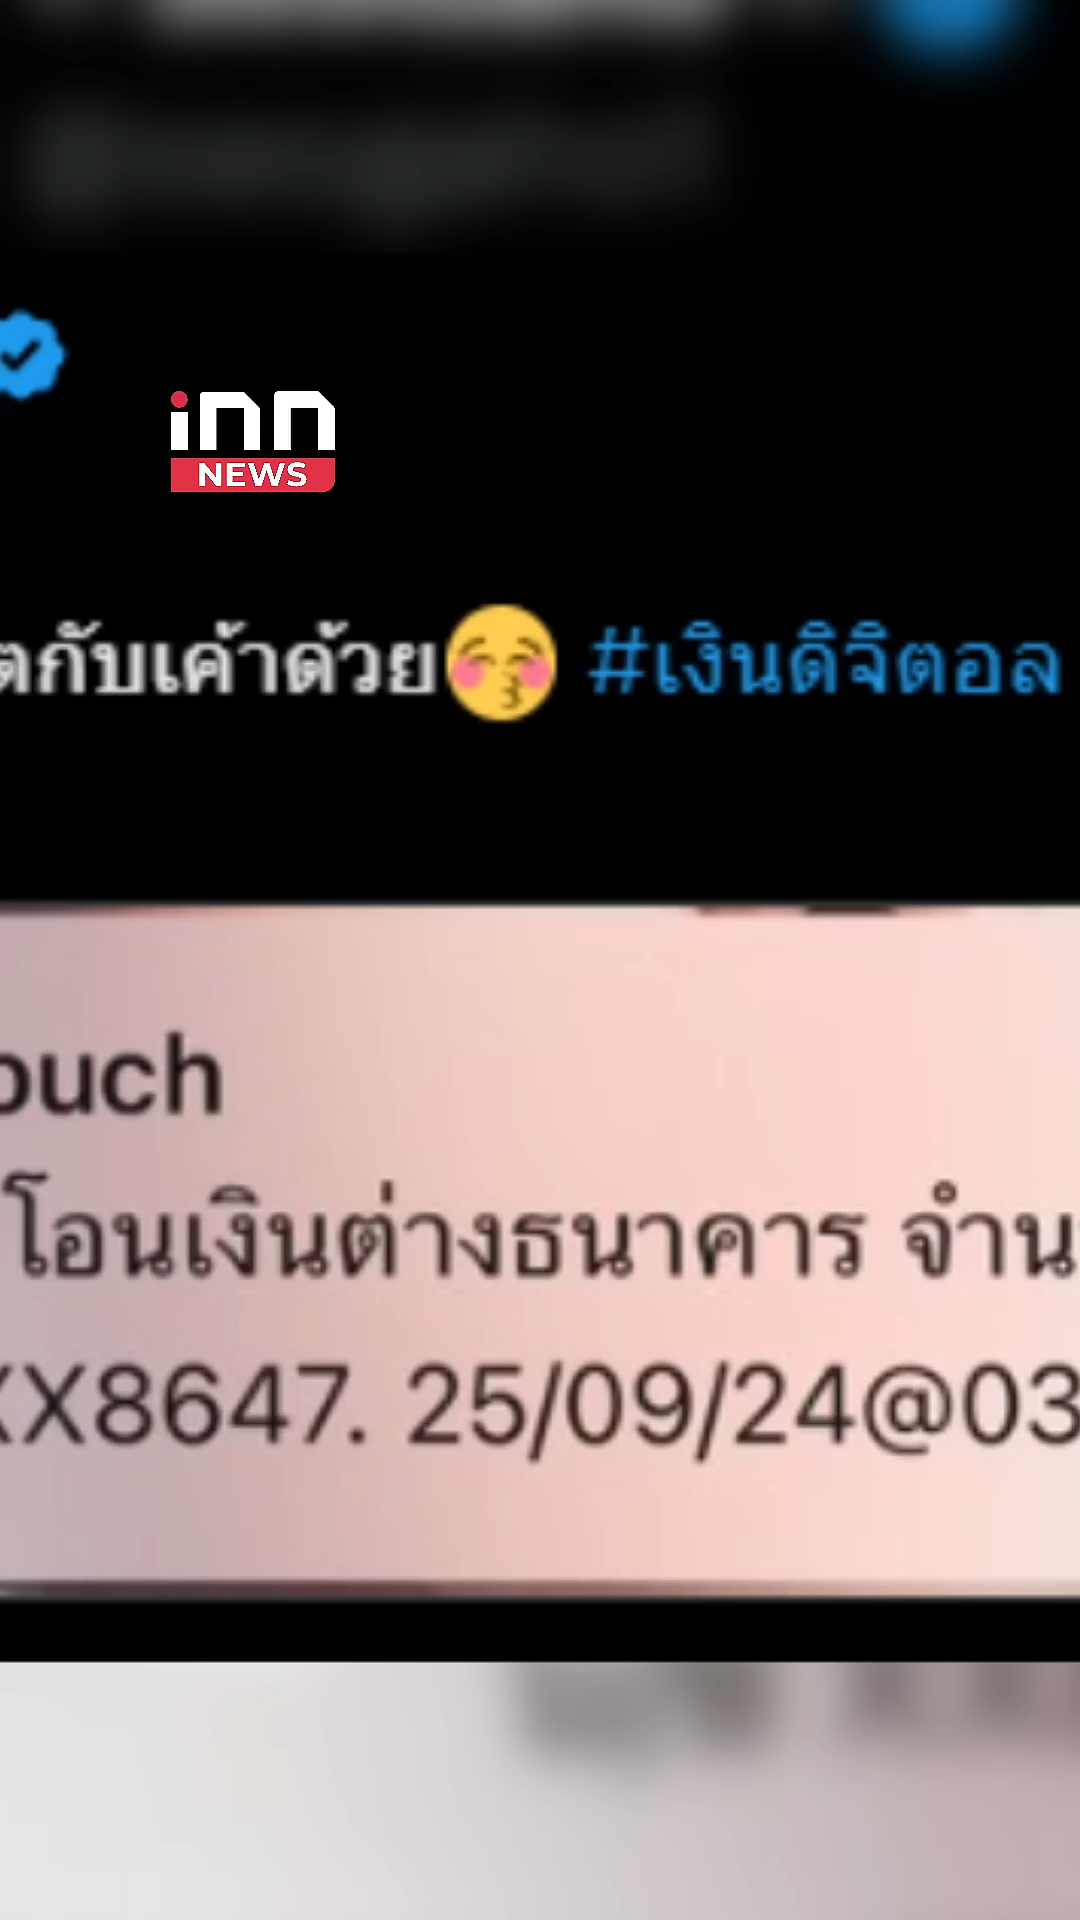 inn
NEWS
ตกับเค้าด้วย😚 #เงินดิจิตอล
ouch
โอนเงินต่างธนาคาร จำน
XX8647. 25/09/24@03